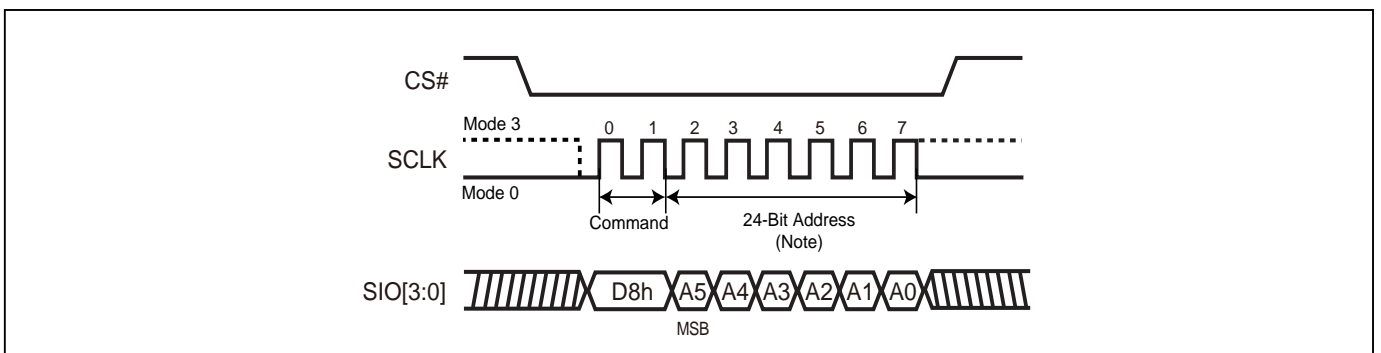 CS#
Mode 3
0 1 2 3 4 5 6 7
SCLK
Mode 0
Command
24-Bit Address
(Note)
SIO[3:0]
D8h A5 A4 A3 A2 A1 A0
MSB